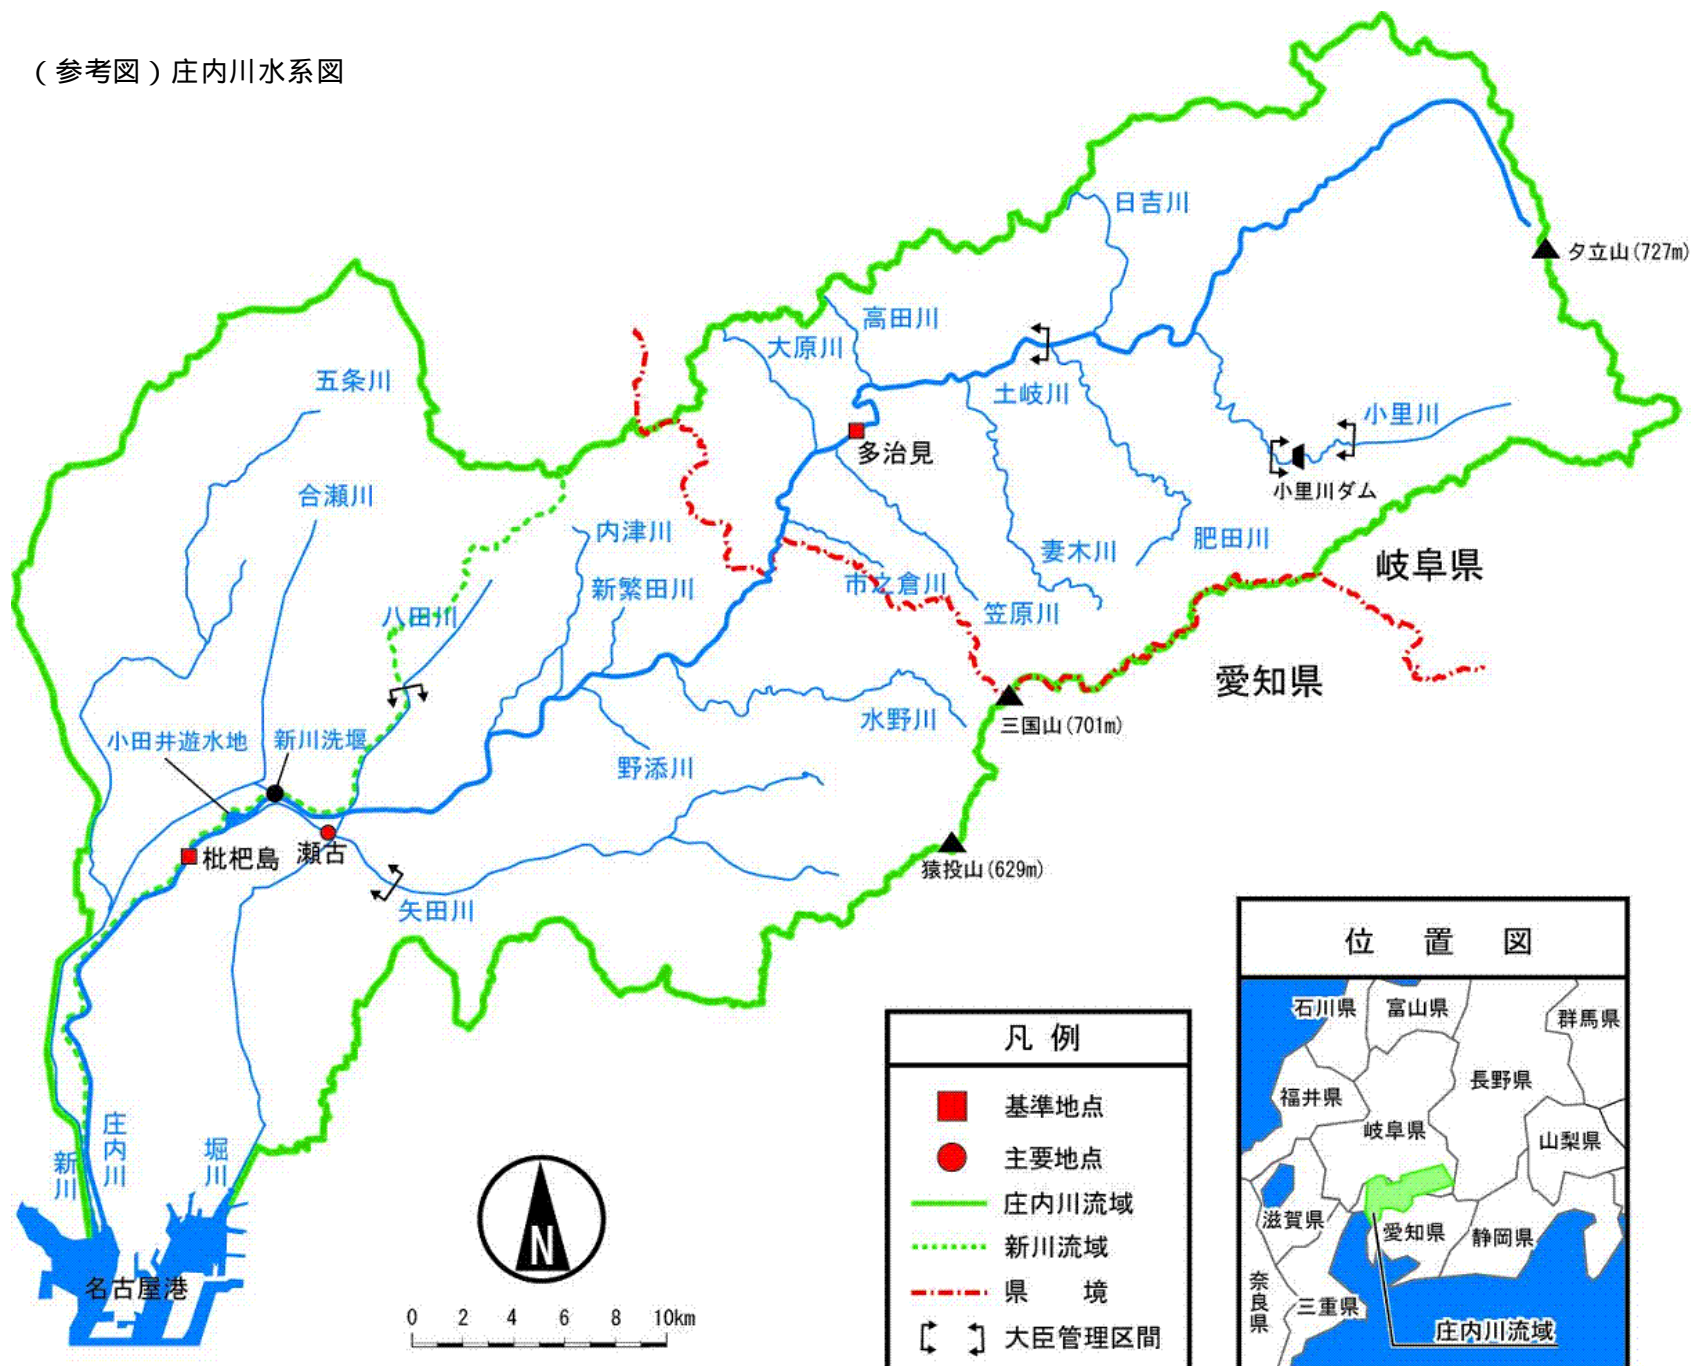 (参考図)庄内川水系図
日吉川
夕立山(727m)
高田川
大原川
五条川
土岐川
小里川
多治見
小里川ダム
合瀬川
内津川
肥田川
妻木川
岐阜県
市之倉川
新繁田川
笠原川
八田川
愛知県
水野川
三国山(701m)
小田井遊水地
新川洗堰
野添川
枇杷島
瀬古
猿投山(629m)
矢田川
庄内川
新川
堀川
名古屋港
N
0 2 4 6 8 10km
凡例
基準地点
主要地点
庄内川流域
新川流域
県境
大臣管理区間
位置図
石川県
富山県
群馬県
長野県
福井県
岐阜県
山梨県
滋賀県
愛知県
静岡県
奈良県
三重県
庄内川流域